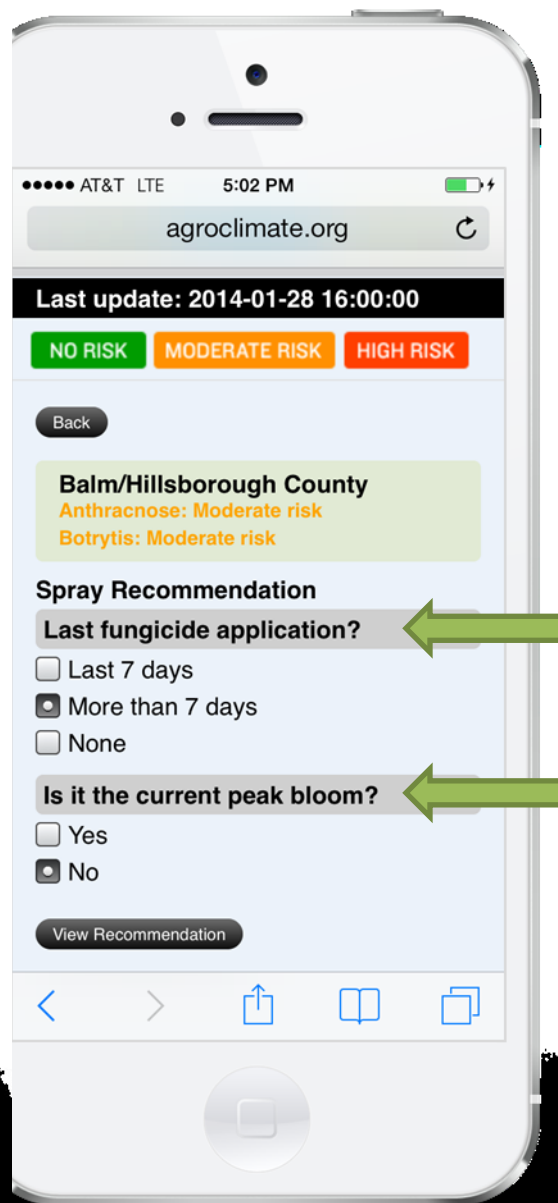 AT&T LTE 5:02 PM
agroclimate.org
Last update: 2014-01-28 16:00:00
NO RISK MODERATE RISK HIGH RISK
Back
Balm/Hillsborough County
Anthracnose: Moderate risk
Botrytis: Moderate risk
Spray Recommendation
Last fungicide application?
Last 7 days
More than 7 days
None
Is it the current peak bloom?
Yes
No
View Recommendation